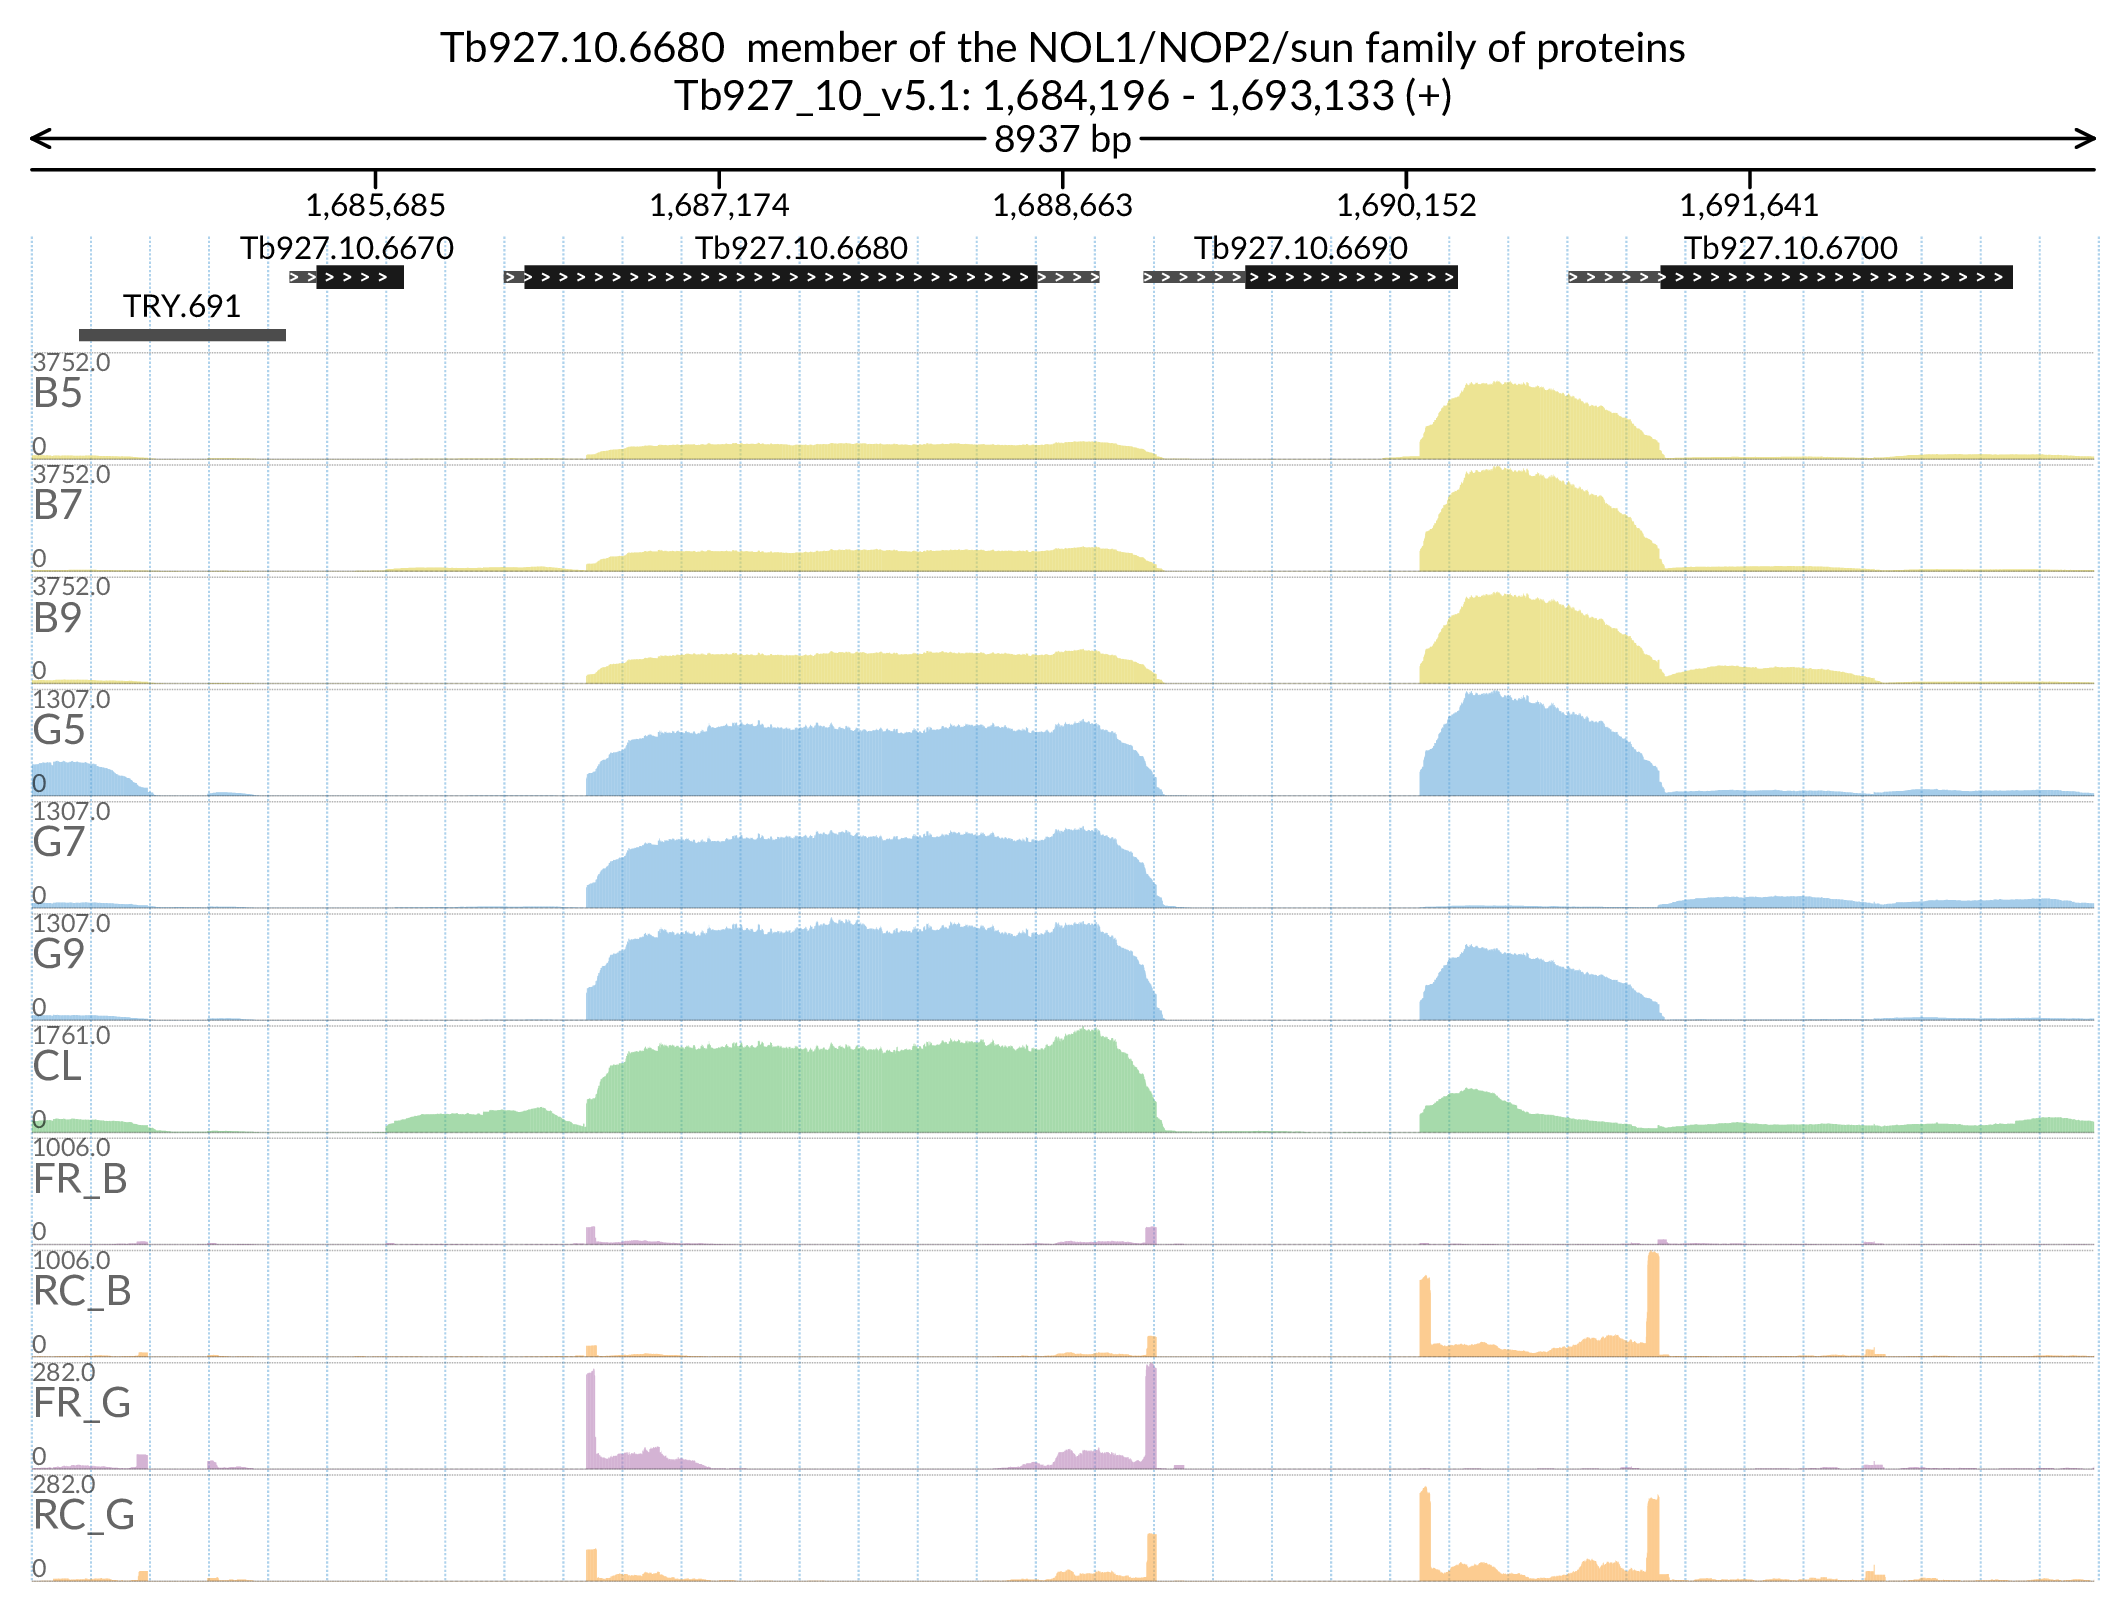 Tb927.10.6680  member of the NOL1/NOP2/sun family of proteins
Tb927_10_v5.1: 1,684,196 - 1,693,133 (+)
8937 bp
1,685,685 1,687,174 1,688,663 1,690,152 1,691,641
Tb927.10.6670 Tb927.10.6680 Tb927.10.6690 Tb927.10.6700
TRY.691
3752.0
B5
0
3752.0
B7
0
3752.0
B9
0
1307.0
G5
0
1307.0
G7
0
1307.0
G9
0
1761.0
CL
0
1006.0
FR_B
0
1006.0
RC_B
0
282.0
FR_G
0
282.0
RC_G
0